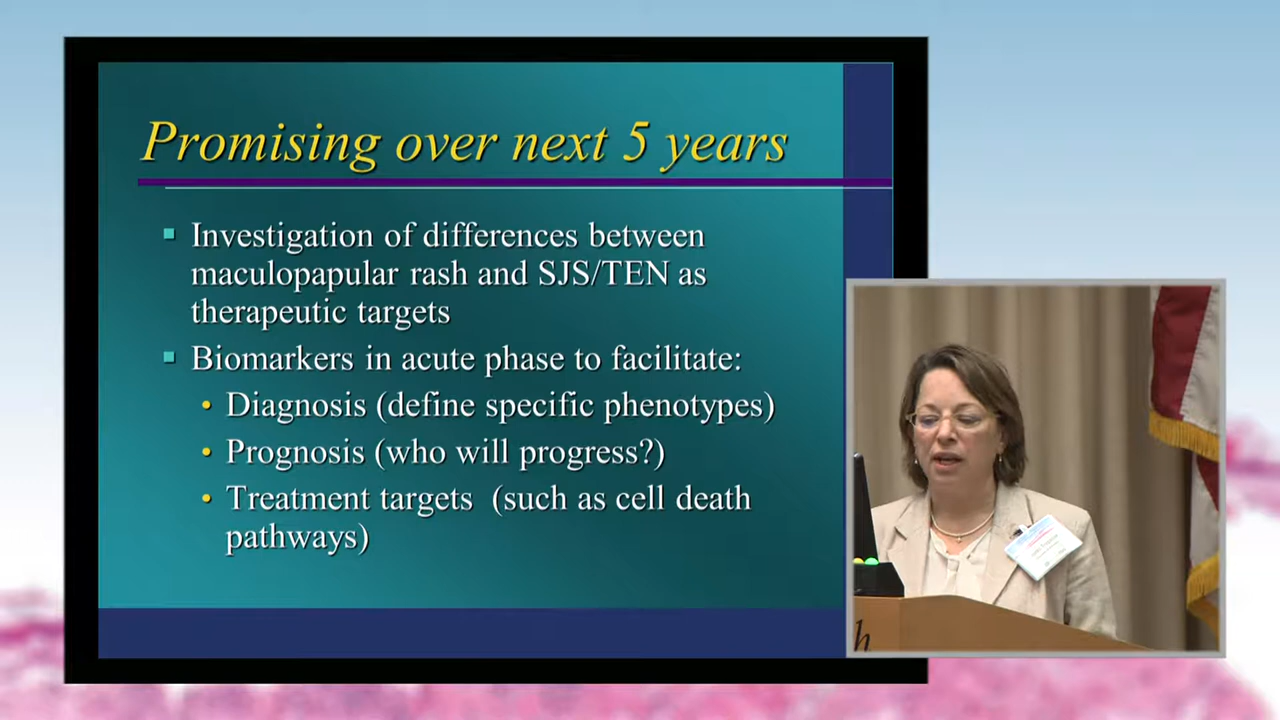 Promising over next 5 years
Investigation of differences between
maculopapular rash and SJS/TEN as
therapeutic targets
Biomarkers in acute phase to facilitate:
Diagnosis (define specific phenotypes)
Prognosis (who will progress?)
Treatment targets (such as cell death
pathways)
h